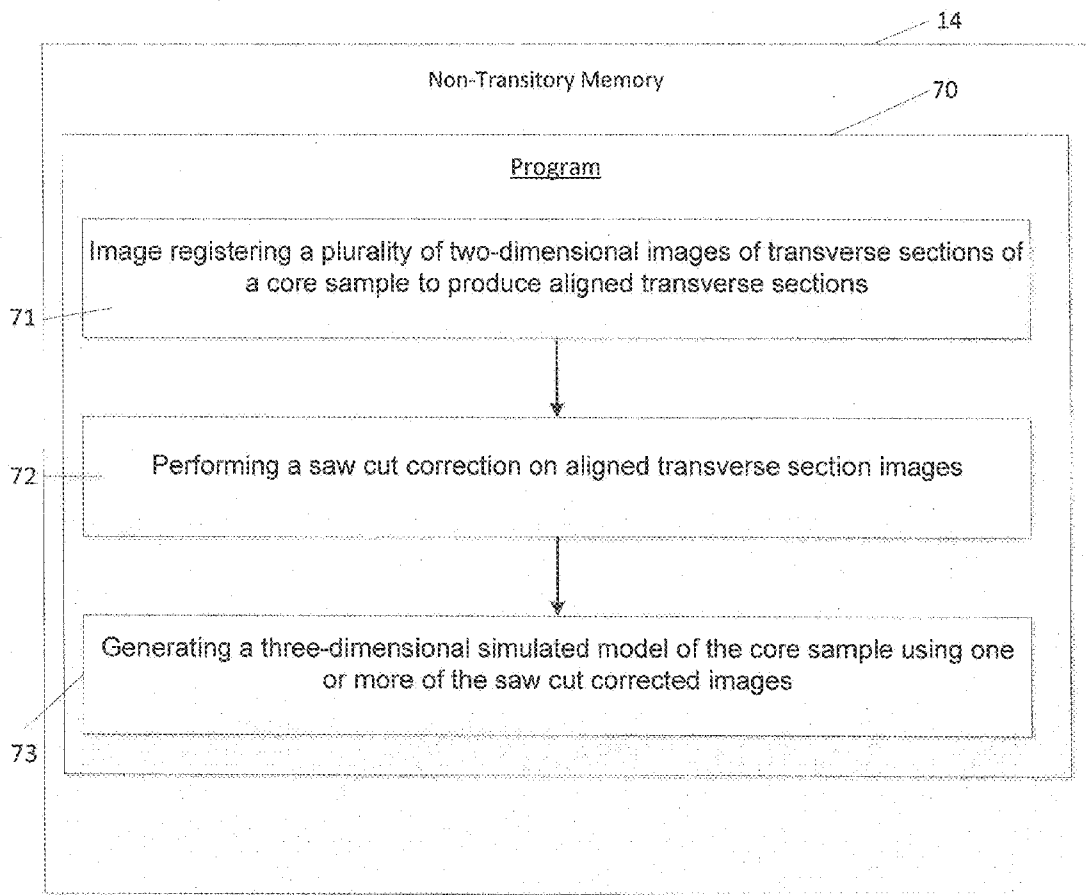 14
Non-Transitory Memory
70
Program
Image registering a plurality of two-dimensional images of transverse sections of
a core sample to produce aligned transverse sections
71
Performing a saw cut correction on aligned transverse section images
72
Generating a three-dimensional simulated model of the core sample using one
or more of the saw cut corrected images
73